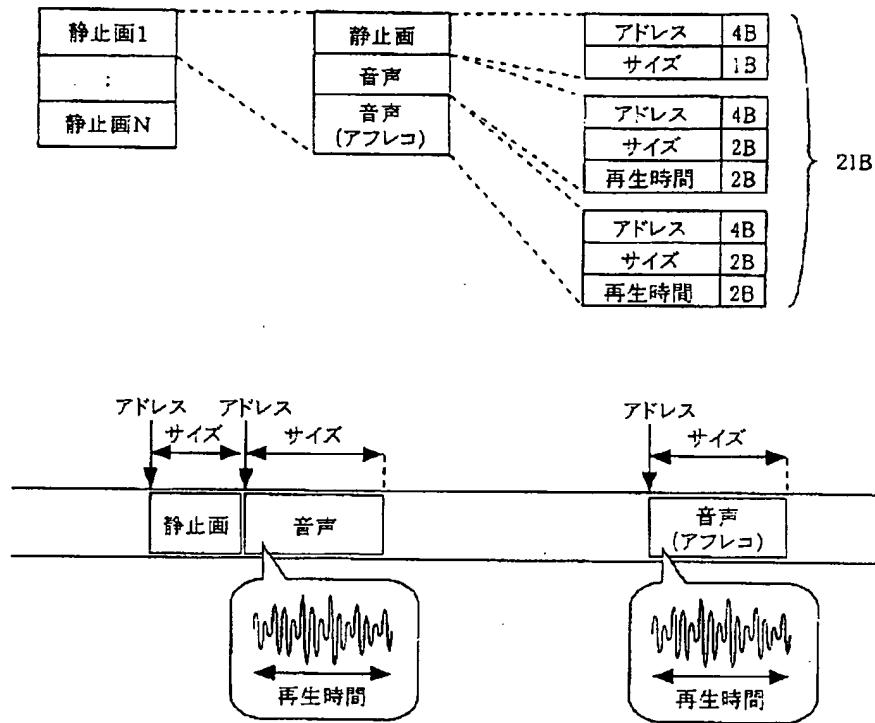 静止画1
:
静止画N
静止画
音声
音声
(アフレコ)
アドレス 4B
サイズ 1B
アドレス 4B
サイズ 2B
再生時間 2B
アドレス 4B
サイズ 2B
再生時間 2B
21B
アドレス アドレス アドレス
サイズ サイズ サイズ
静止画 音声 音声
(アフレコ)
再生時間 再生時間